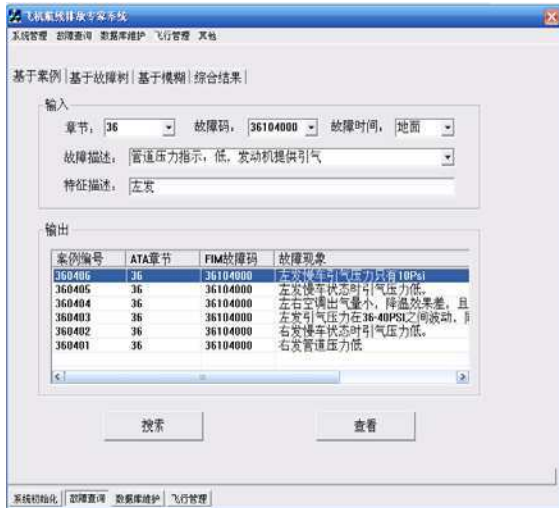 飞机航线排故专家系统
系统管理 故障查询 数据库维护 飞行管理 其他
基于案例 基于故障树 基于模糊 综合结果
输入
章节: 36 故障码: 36104000 故障时间: 地面
故障描述: 管道压力指示,低,发动机提供引气
特征描述: 左发
输出
案例编号 ATA章节 FIM故障码 故障现象
360406 36 36104000 左发慢车引气压力只有10Psi
360405 36 36104000 左发慢车状态时引气压力低。
360404 36 36104000 左右空调出气量小, 降温效果差, 且
360403 36 36104000 左发引气压力在36-40PSI之间波动,
360402 36 36104000 右发慢车状态时引气压力低。
360401 36 36104000 右发管道压力低
搜索 查看
系统初始化 故障查询 数据库维护 飞行管理